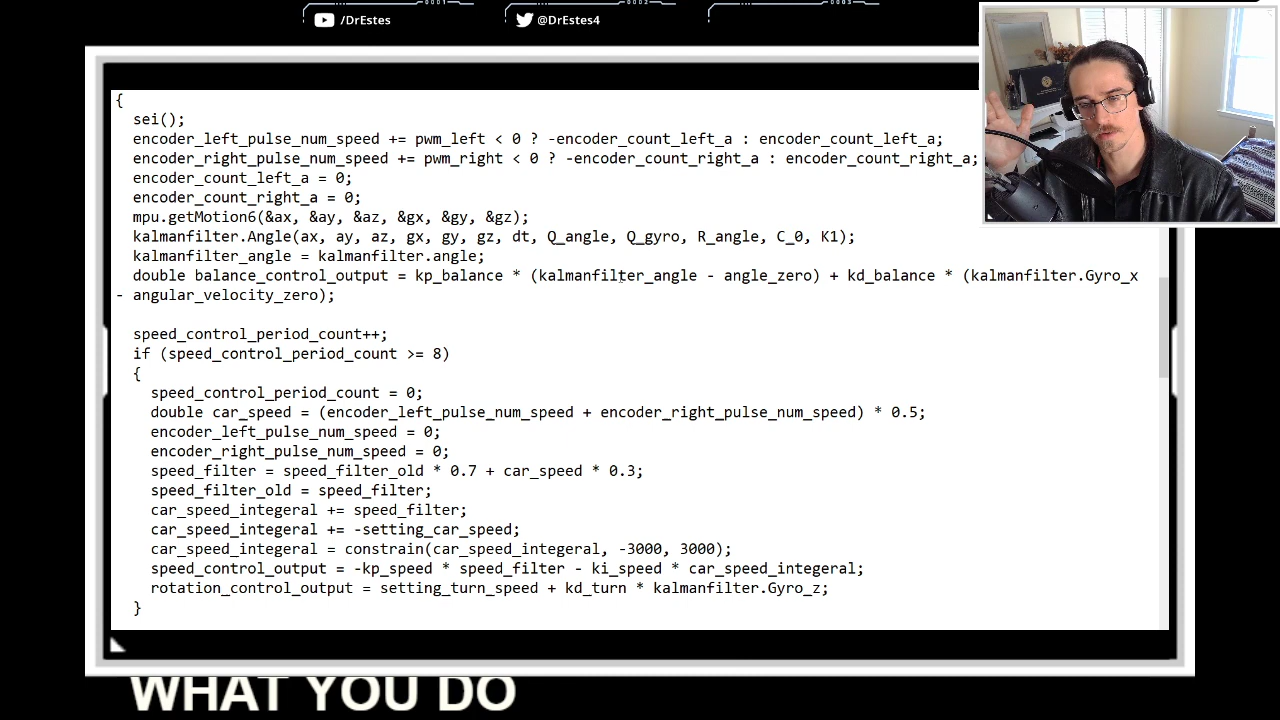 0001
0002
0003
/DrEstes
@DrEstes4
{
sei();
encoder_left_pulse_num_speed += pwm_left < 0 ? -encoder_count_left_a : encoder_count_left_a;
encoder_right_pulse_num_speed += pwm_right < 0 ? -encoder_count_right_a : encoder_count_right_a;
encoder_count_left_a = 0;
encoder_count_right_a = 0;
mpu.getMotion6(&ax, &ay, &az, &gx, &gy, &gz);
kalmanfilter.Angle(ax, ay, az, gx, gy, gz, dt, Q_angle, Q_gyro, R_angle, C_0, K1);
kalmanfilter_angle = kalmanfilter.angle;
double balance_control_output = kp_balance * (kalmanfilter_angle - angle_zero) + kd_balance * (kalmanfilter.Gyro_x
- angular_velocity_zero);
speed_control_period_count++;
if (speed_control_period_count >= 8)
{
speed_control_period_count = 0;
double car_speed = (encoder_left_pulse_num_speed + encoder_right_pulse_num_speed) * 0.5;
encoder_left_pulse_num_speed = 0;
encoder_right_pulse_num_speed = 0;
speed_filter = speed_filter_old * 0.7 + car_speed * 0.3;
speed_filter_old = speed_filter;
car_speed_integeral += speed_filter;
car_speed_integeral += -setting_car_speed;
car_speed_integeral = constrain(car_speed_integeral, -3000, 3000);
speed_control_output = -kp_speed * speed_filter - ki_speed * car_speed_integeral;
rotation_control_output = setting_turn_speed + kd_turn * kalmanfilter.Gyro_z;
}
WHAT YOU DO